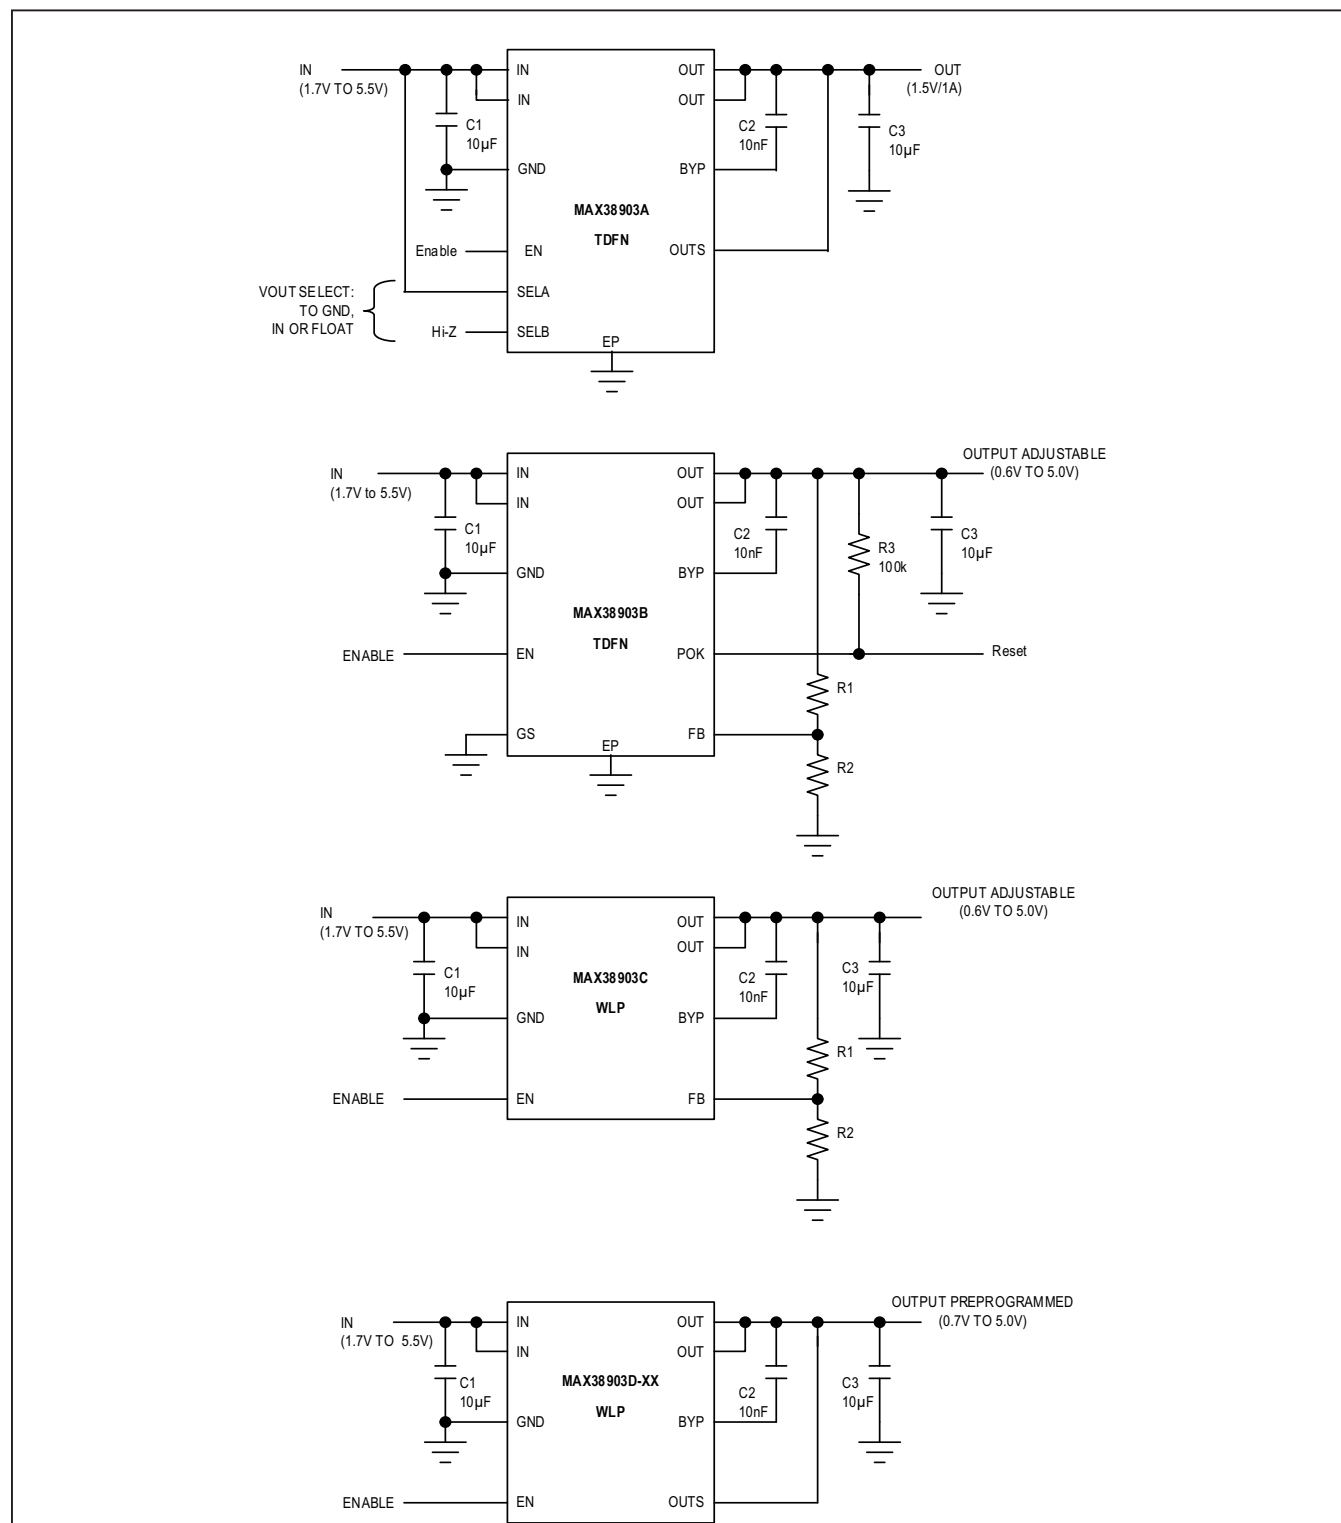 IN
(1.7V TO 5.5V)
IN
IN
C1
10µF
GND
Enable
EN
VOUT SELECT:
TO GND,
IN OR FLOAT
SELA
Hi-Z
SELB
MAX38903A
TDFN
EP
OUT
OUT
C2
10nF
BYP
OUTS
OUT
(1.5V/1A)
C3
10µF
IN
(1.7V to 5.5V)
IN
IN
C1
10µF
GND
ENABLE
EN
GS
MAX38903B
TDFN
EP
OUT
OUT
C2
10nF
BYP
POK
FB
OUTPUT ADJUSTABLE
(0.6V TO 5.0V)
R3
100k
C3
10µF
Reset
R1
R2
IN
(1.7V TO 5.5V)
IN
IN
C1
10µF
GND
ENABLE
EN
MAX38903C
WLP
OUT
OUT
C2
10nF
BYP
FB
OUTPUT ADJUSTABLE
(0.6V TO 5.0V)
C3
10µF
R1
R2
IN
(1.7V TO 5.5V)
IN
IN
C1
10µF
GND
ENABLE
EN
MAX38903D-XX
WLP
OUT
OUT
C2
10nF
BYP
OUTS
OUTPUT PREPROGRAMMED
(0.7V TO 5.0V)
C3
10µF